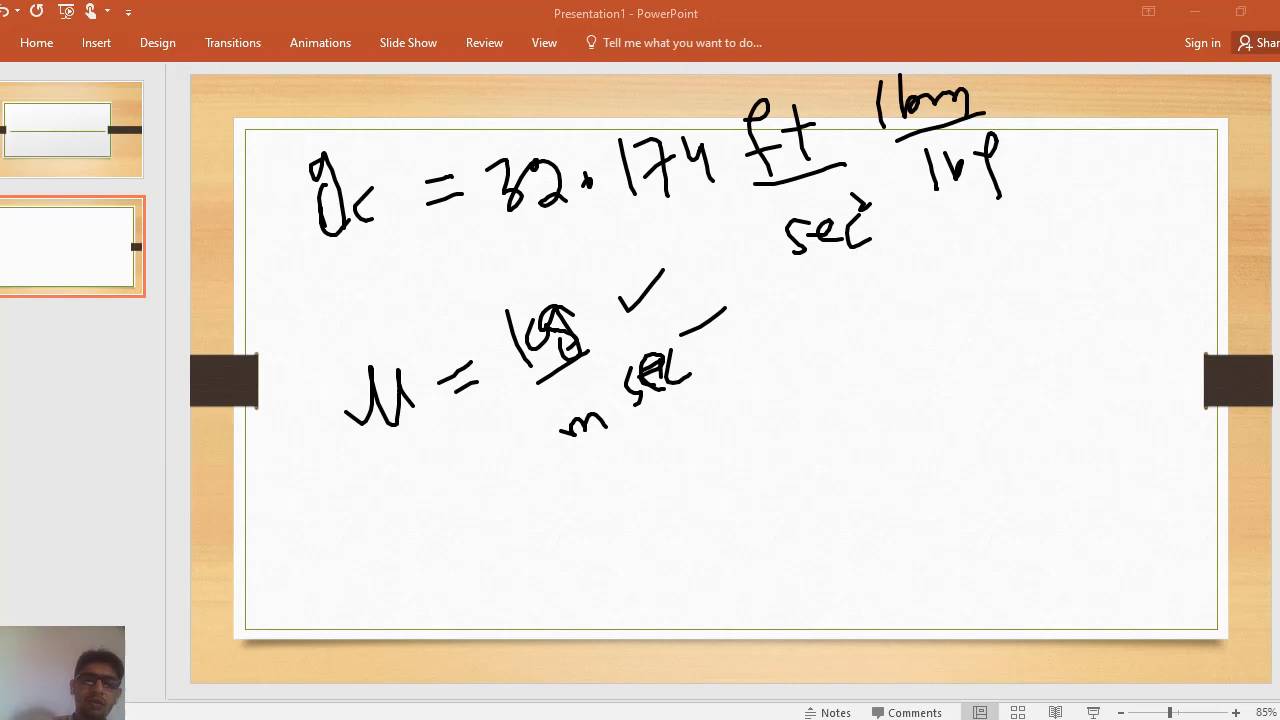 Presentation1 - PowerPoint
Home Insert Design Transitions Animations Slide Show Review View Tell me what you want to do... Sign in Shar
gc = 32.174 ft/sec² lbm/lbf
μ = kg/m sec
Notes Comments 85%